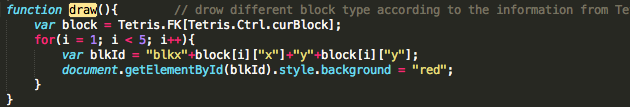 function draw(){ // drow different block type according to the information from Te
var block = Tetris.FK[Tetris.Ctrl.curBlock];
for(i = 1; i < 5; i++){
var blkId = "blkx"+block[i]["x"]+"y"+block[i]["y"];
document.getElementById(blkId).style.background = "red";
}
}